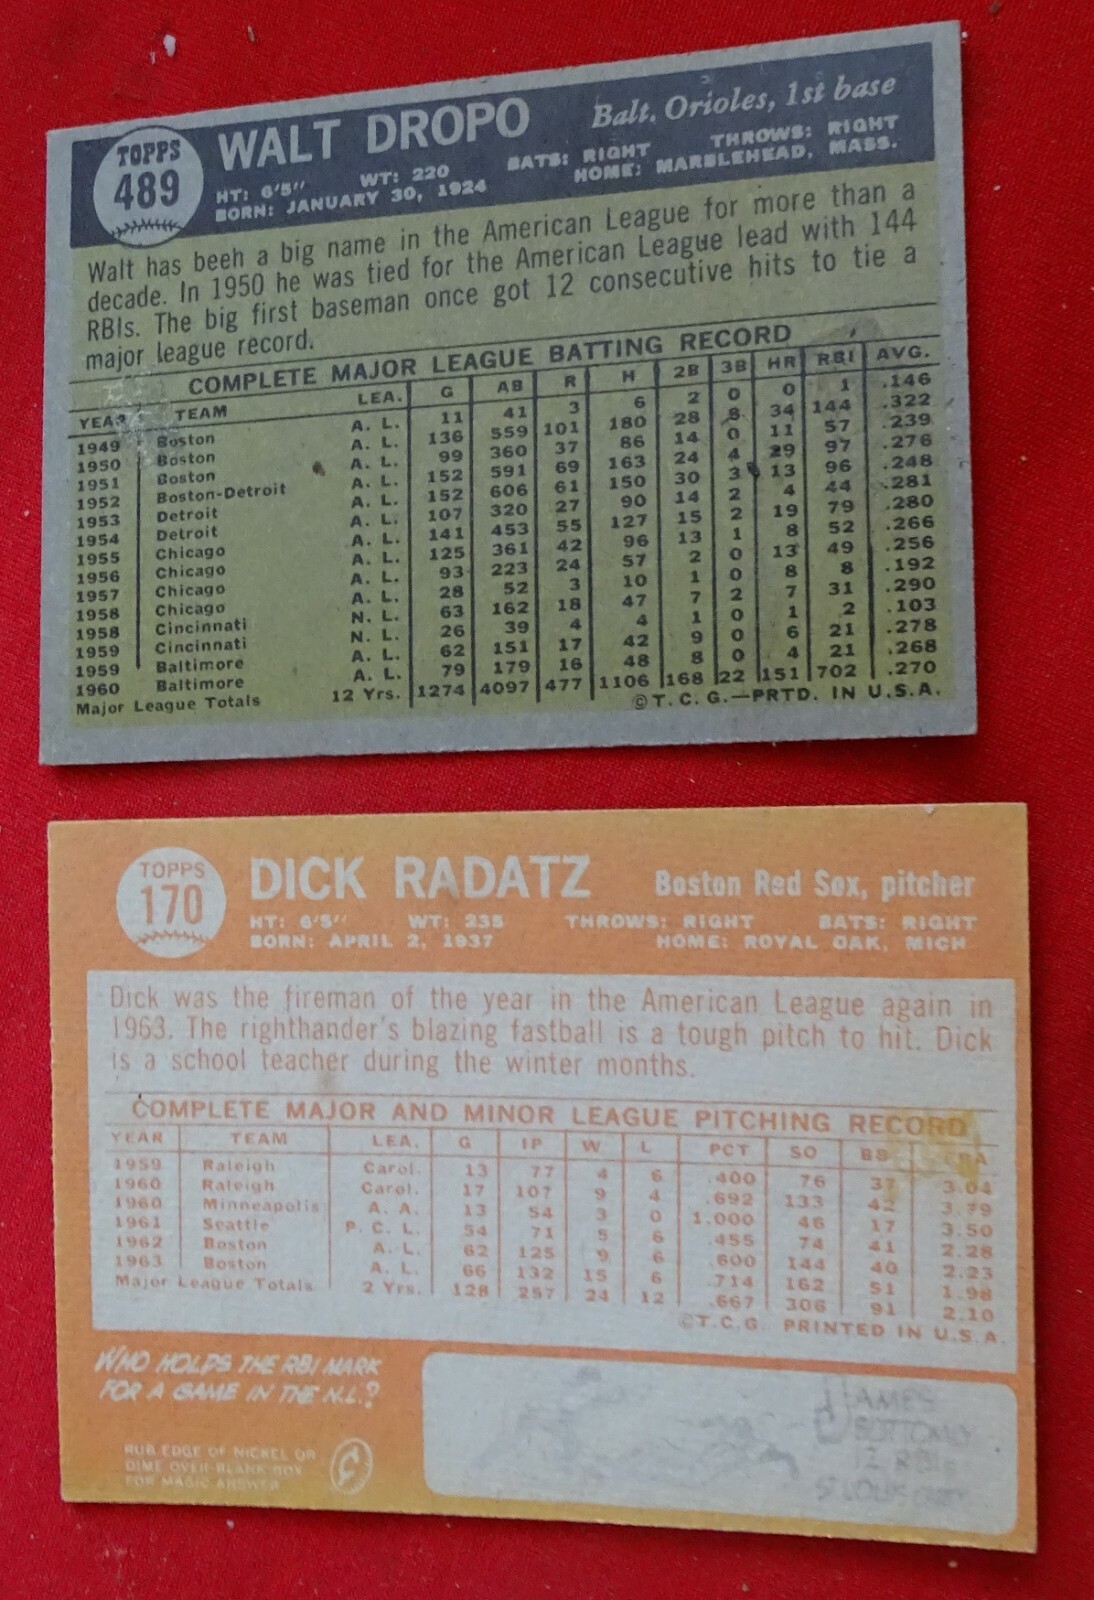 TOPPS
489
WALT DROPO
Balt. Orioles, 1st base
HT: 6'5" WT: 220 BATS: RIGHT THROWS: RIGHT
BORN: JANUARY 30, 1924 HOME: MARBLEHEAD, MASS.
Walt has been a big name in the American League for more than a
decade. In 1950 he was tied for the American League lead with 144
RBIs. The big first baseman once got 12 consecutive hits to tie a
major league record.
COMPLETE MAJOR LEAGUE BATTING RECORD
YEAR TEAM LEA. G AB R H 2B 3B HR RBI AVG.
1949 Boston A. L. 11 41 3 6 2 0 0 1 .146
1950 Boston A. L. 136 559 101 180 28 8 34 144 .322
1951 Boston A. L. 99 360 37 86 14 0 11 57 .239
1952 Boston-Detroit A. L. 152 591 69 163 24 4 29 97 .276
1953 Detroit A. L. 152 606 61 150 30 3 13 96 .248
1954 Detroit A. L. 107 320 27 90 14 2 4 44 .281
1955 Chicago A. L. 141 453 55 127 15 2 19 79 .280
1956 Chicago A. L. 125 361 42 96 13 1 8 52 .266
1957 Chicago A. L. 93 223 24 57 2 0 13 49 .256
1958 Chicago A. L. 28 52 3 10 1 0 8 8 .192
1958 Cincinnati N. L. 63 162 18 47 7 2 7 31 .290
1959 Cincinnati N. L. 26 39 4 4 1 0 1 2 .103
1959 Baltimore A. L. 62 151 17 42 9 0 6 21 .278
1960 Baltimore A. L. 79 179 16 48 8 0 4 21 .268
Major League Totals 12 Yrs. 1274 4097 477 1106 168 22 151 702 .270
©T. C. G.—PRTD. IN U.S.A.
TOPPS
170
DICK RADATZ
Boston Red Sox, pitcher
HT: 6'5" WT: 235 THROWS: RIGHT BATS: RIGHT
BORN: APRIL 2, 1937 HOME: ROYAL OAK, MICH
Dick was the fireman of the year in the American League again in
1963. The righthander's blazing fastball is a tough pitch to hit. Dick
is a school teacher during the winter months.
COMPLETE MAJOR AND MINOR LEAGUE PITCHING RECORD
YEAR TEAM LEA. G IP W L PCT SO BB ERA
1959 Raleigh Carol. 13 77 4 6 .400 76 37 3.04
1960 Raleigh Carol. 17 107 9 4 .692 133 42 3.79
1960 Minneapolis A. A. 13 54 3 0 1.000 46 17 3.50
1961 Seattle P. C. L. 54 71 5 6 .455 74 41 2.28
1962 Boston A. L. 62 125 9 6 .600 144 40 2.23
1963 Boston A. L. 66 132 15 6 .714 162 51 1.98
Major League Totals 2 Yrs. 128 257 24 12 .667 306 91 2.10
©T.C.G. PRINTED IN U.S.A.
WHO HOLDS THE RBI MARK
FOR A GAME IN THE N.L.?
RUB EDGE OF NICKEL OR
DIME OVER BLANK BOX
FOR MAGIC ANSWER
JAMES
BOTTOMLY
12 RBIs
ST LOUIS